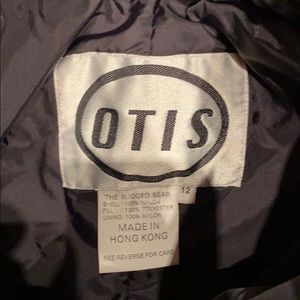 OTIS
12
THE RUGGED BEAR
SHELL: 100% NYLON
FILL: 100% POLYESTER
LINING: 100% NYLON
MADE IN
HONG KONG
SEE REVERSE FOR CARE